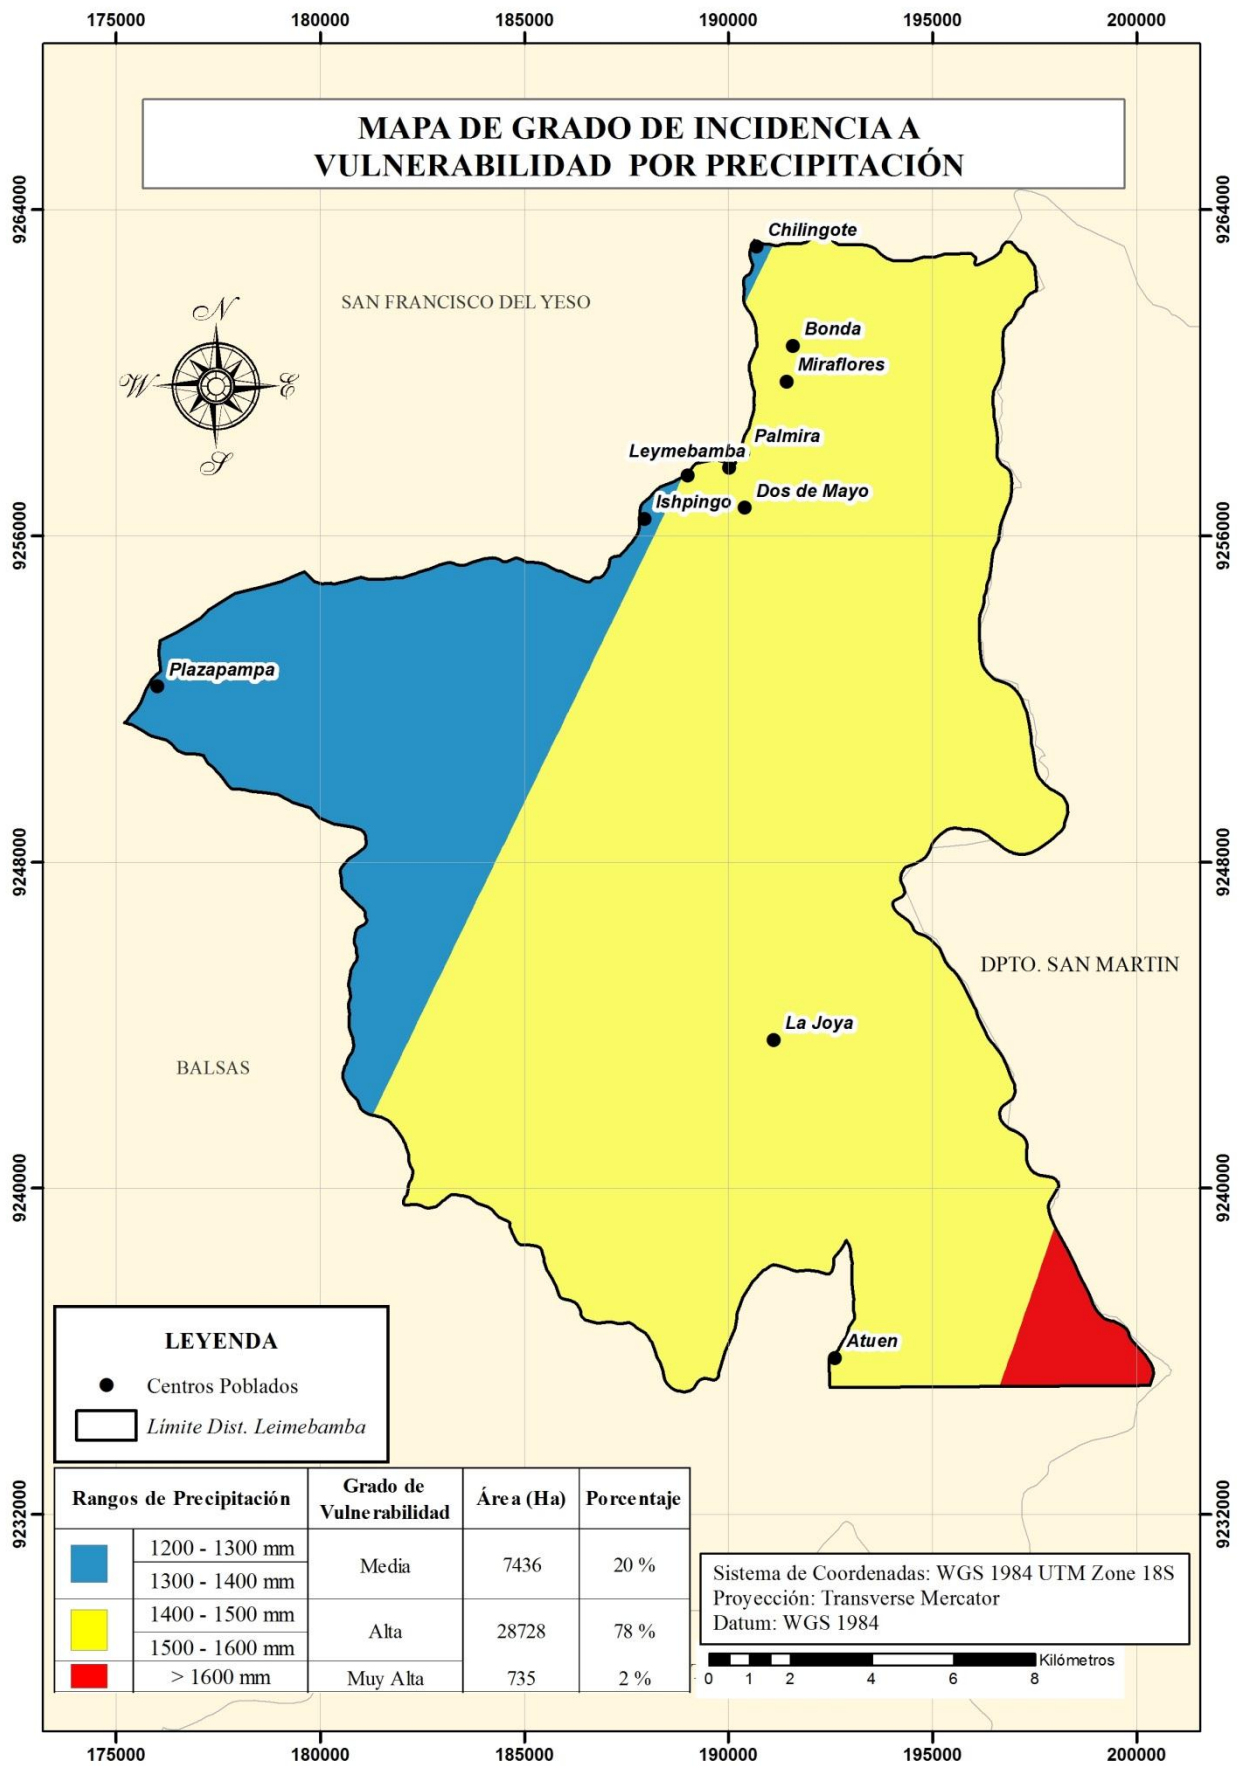 175000 180000 185000 190000 195000 200000
MAPA DE GRADO DE INCIDENCIA A
VULNERABILIDAD POR PRECIPITACIÓN
9264000 9264000
Chilingote
SAN FRANCISCO DEL YESO
N
W E
S
Bonda
Miraflores
Palmira
Leymebamba
Ishpingo
Dos de Mayo
9256000 9256000
Plazapampa
9248000 9248000
DPTO. SAN MARTIN
La Joya
BALSAS
9240000 9240000
Atuen
LEYENDA
Centros Poblados
Límite Dist. Leimebamba
Rangos de Precipitación Grado de Vulnerabilidad Área (Ha) Porcentaje
1200 - 1300 mm
1300 - 1400 mm Media 7436 20 %
1400 - 1500 mm
1500 - 1600 mm Alta 28728 78 %
> 1600 mm Muy Alta 735 2 %
9232000 9232000
Sistema de Coordenadas: WGS 1984 UTM Zone 18S
Proyección: Transverse Mercator
Datum: WGS 1984
Kilómetros
0 1 2 4 6 8
175000 180000 185000 190000 195000 200000